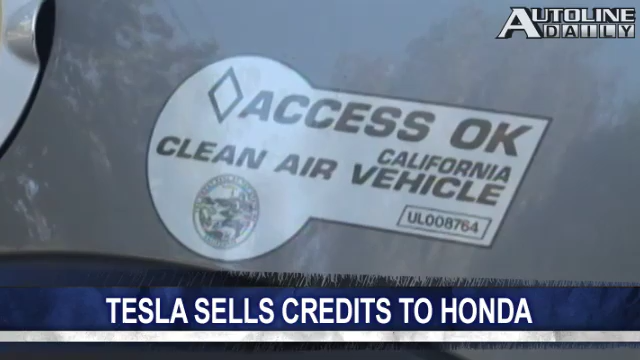 AUTOLINE
DAILY
ACCESS OK
CALIFORNIA
CLEAN AIR VEHICLE
UL008764
TESLA SELLS CREDITS TO HONDA